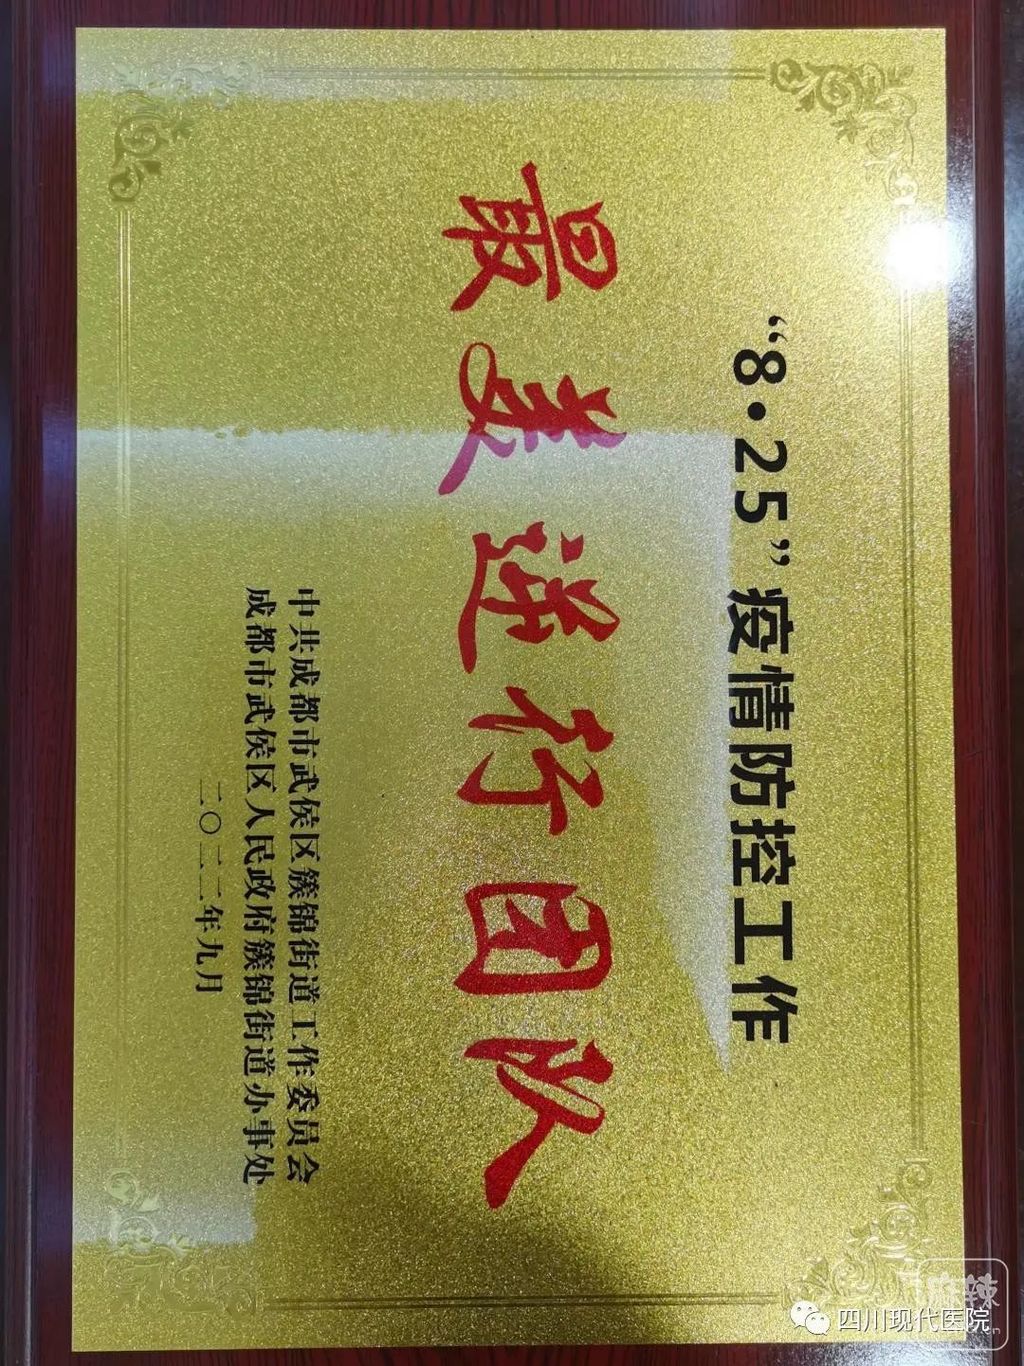 “8·25”疫情防控工作
最美逆行团队
中共成都市武侯区簇锦街道工作委员会
成都市武侯区人民政府簇锦街道办事处
二〇二二年九月
四川现代医院